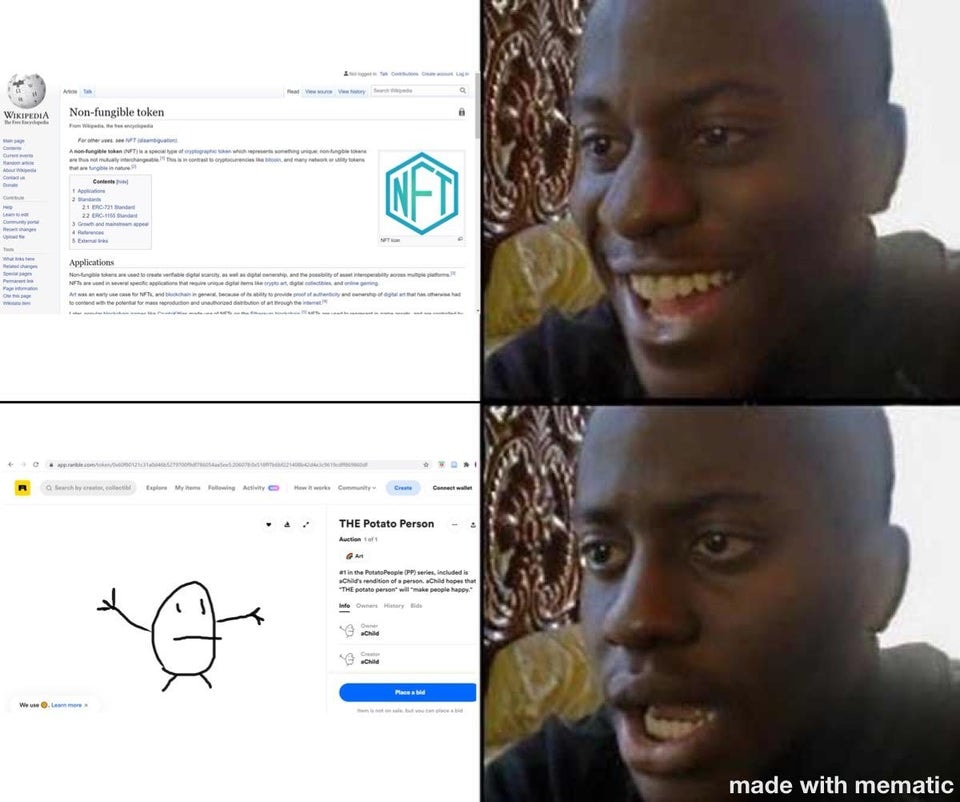 Not logged in Talk Contributions Create account Log in
Article Talk
Read View source View history Search Wikipedia
WIKIPEDIA
The Free Encyclopedia
Main page
Contents
Current events
Random article
About Wikipedia
Contact us
Donate
Contribute
Help
Learn to edit
Community portal
Recent changes
Upload file
Tools
What links here
Related changes
Special pages
Permanent link
Page information
Cite this page
Wikidata item
Non-fungible token
From Wikipedia, the free encyclopedia
For other uses, see NFT (disambiguation).
A non-fungible token (NFT) is a special type of cryptographic token which represents something unique; non-fungible tokens
are thus not mutually interchangeable.[1] This is in contrast to cryptocurrencies like bitcoin, and many network or utility tokens
that are fungible in nature.[2]
Contents [hide]
1 Applications
2 Standards
2.1 ERC-721 Standard
2.2 ERC-1155 Standard
3 Growth and mainstream appeal
4 References
5 External links
NFT
NFT Icon
Applications
Non-fungible tokens are used to create verifiable digital scarcity, as well as digital ownership, and the possibility of asset interoperability across multiple platforms.[3]
NFTs are used in several specific applications that require unique digital items like crypto art, digital collectibles, and online gaming.
Art was an early use case for NFTs, and blockchain in general, because of its ability to provide proof of authenticity and ownership of digital art that has otherwise had
to contend with the potential for mass reproduction and unauthorized distribution of art through the internet.[4]
Search by creator, collectibl
Explore My items Following Activity How it works Community Create Connect wallet
THE Potato Person
Auction 1 of 1
Art
#1 in the PotatoPeople (PP) series, included is
aChild's rendition of a person. aChild hopes that
"THE potato person" will "make people happy."
Info Owners History Bids
Owner
aChild
Creator
aChild
Place a bid
Item is not on sale, but you can place a bid
We use . Learn more
made with mematic